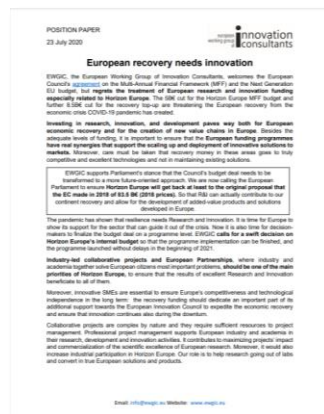 POSITION PAPER
23 July 2020
european working group of innovation consultants
European recovery needs innovation
EWGIC, the European Working Group of Innovation Consultants, welcomes the European
Council's agreement on the Multi-Annual Financial Framework (MFF) and the Next Generation
EU budget, but regrets the treatment of European research and innovation funding
especially related to Horizon Europe. The 5B€ cut for the Horizon Europe MFF budget and
further 8.5B€ cut for the recovery top-up are threatening the European recovery from the
economic crisis COVID-19 pandemic has created.
Investing in research, innovation, and development paves way both for European
economic recovery and for the creation of new value chains in Europe. Besides the
adequate levels of funding, it is important to ensure that the European funding programmes
have real synergies that support the scaling up and deployment of innovative solutions to
markets. Moreover, care must be taken that recovery money in these areas goes to truly
competitive and excellent technologies and not in maintaining existing solutions.
EWGIC supports Parliament's stance that the Council's budget deal needs to be
transformed to a more future-oriented approach. We are now calling the European
Parliament to ensure Horizon Europe will get back at least to the original proposal that
the EC made in 2018 of 83.5 B€ (2018 prices). So that R&I can actually contribute to our
continent recovery and allow for the development of added-value products and solutions
developed in Europe.
The pandemic has shown that resilience needs Research and Innovation. It is time for Europe to
show its support for the sector that can guide it out of the crisis. Now it is also time for decision-
makers to finalize the budget deal on a programme level. EWGIC calls for a swift decision on
Horizon Europe's internal budget so that the programme implementation can be finished, and the
programme launched without delays in the beginning of 2021.
Industry-led collaborative projects and European Partnerships, where industry and
academia together solve European citizens most important problems, should be one of the main
priorities of Horizon Europe, to ensure that the results of excellent Research and Innovation
beneficiate to all of them.
Moreover, innovative SMEs are essential to ensure Europe's competitiveness and technological
independence in the long term: the recovery funding should dedicate an important part of its
additional support towards the European Innovation Council to expedite the economic recovery
and ensure that innovation continues also during the downturn.
Collaborative projects are complex by nature and they require sufficient resources to project
management. Professional project management supports European industry and academia in
their research, development and innovation activities. It contributes to maximizing projects' impact
and commercialization of the scientific excellence of European research. Moreover, it would also
increase industrial participation in Horizon Europe. Our role is to help research going out of labs
and convert in true European solutions and products.
Email: info@ewgic.eu Website: www.ewgic.eu